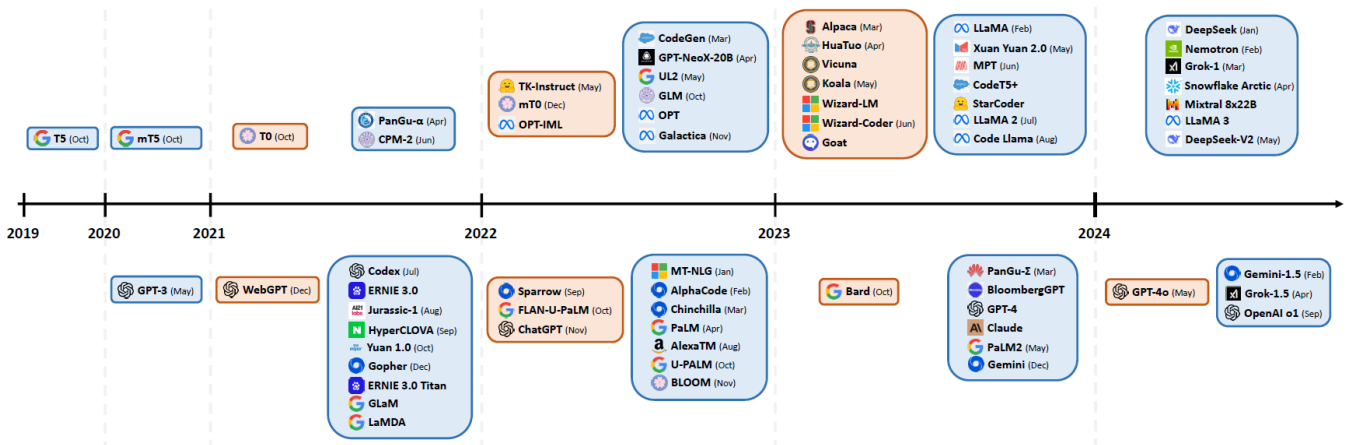 T5 (Oct)
mT5 (Oct)
T0 (Oct)
PanGu-α (Apr)
CPM-2 (Jun)
TK-Instruct (May)
mT0 (Dec)
OPT-IML
CodeGen (Mar)
GPT-NeoX-20B (Apr)
UL2 (May)
GLM (Oct)
OPT
Galactica (Nov)
Alpaca (Mar)
HuaTuo (Apr)
Vicuna
Koala (May)
Wizard-LM
Wizard-Coder (Jun)
Goat
LLaMA (Feb)
Xuan Yuan 2.0 (May)
MPT (Jun)
CodeT5+
StarCoder
LLaMA 2 (Jul)
Code Llama (Aug)
DeepSeek (Jan)
Nemotron (Feb)
Grok-1 (Mar)
Snowflake Arctic (Apr)
Mixtral 8x22B
LLaMA 3
DeepSeek-V2 (May)
2019 2020 2021 2022 2023 2024
GPT-3 (May)
WebGPT (Dec)
Codex (Jul)
ERNIE 3.0
AI21
labs
Jurassic-1 (Aug)
HyperCLOVA (Sep)
Yuan 1.0 (Oct)
Gopher (Dec)
ERNIE 3.0 Titan
GLaM
LaMDA
Sparrow (Sep)
FLAN-U-PaLM (Oct)
ChatGPT (Nov)
MT-NLG (Jan)
AlphaCode (Feb)
Chinchilla (Mar)
PaLM (Apr)
AlexaTM (Aug)
U-PALM (Oct)
BLOOM (Nov)
Bard (Oct)
PanGu-Σ (Mar)
BloombergGPT
GPT-4
Claude
PaLM2 (May)
Gemini (Dec)
GPT-4o (May)
Gemini-1.5 (Feb)
Grok-1.5 (Apr)
OpenAI o1 (Sep)